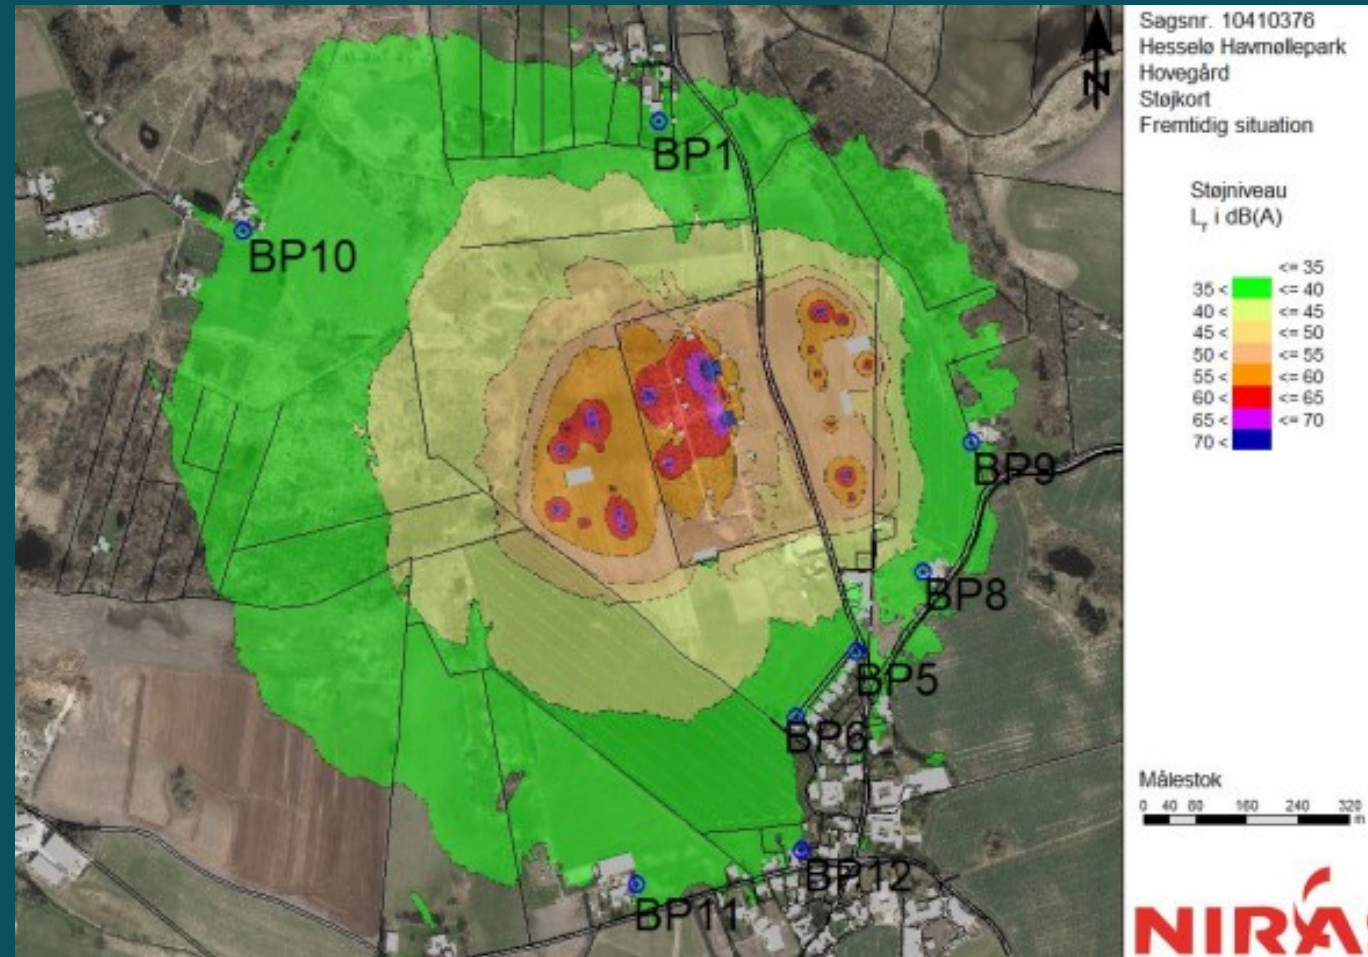 Sagsnr. 10410376
Hesselø Havmøllepark
Hovegård
Støjkort
Fremtidig situation
N
Støjniveau
Lr i dB(A)
<= 35
35 < <= 40
40 < <= 45
45 < <= 50
50 < <= 55
55 < <= 60
60 < <= 65
65 < <= 70
70 <
BP1
BP10
BP9
BP8
BP5
BP6
BP12
BP11
Målestok
0 40 80 160 240 320
m
NIRAS